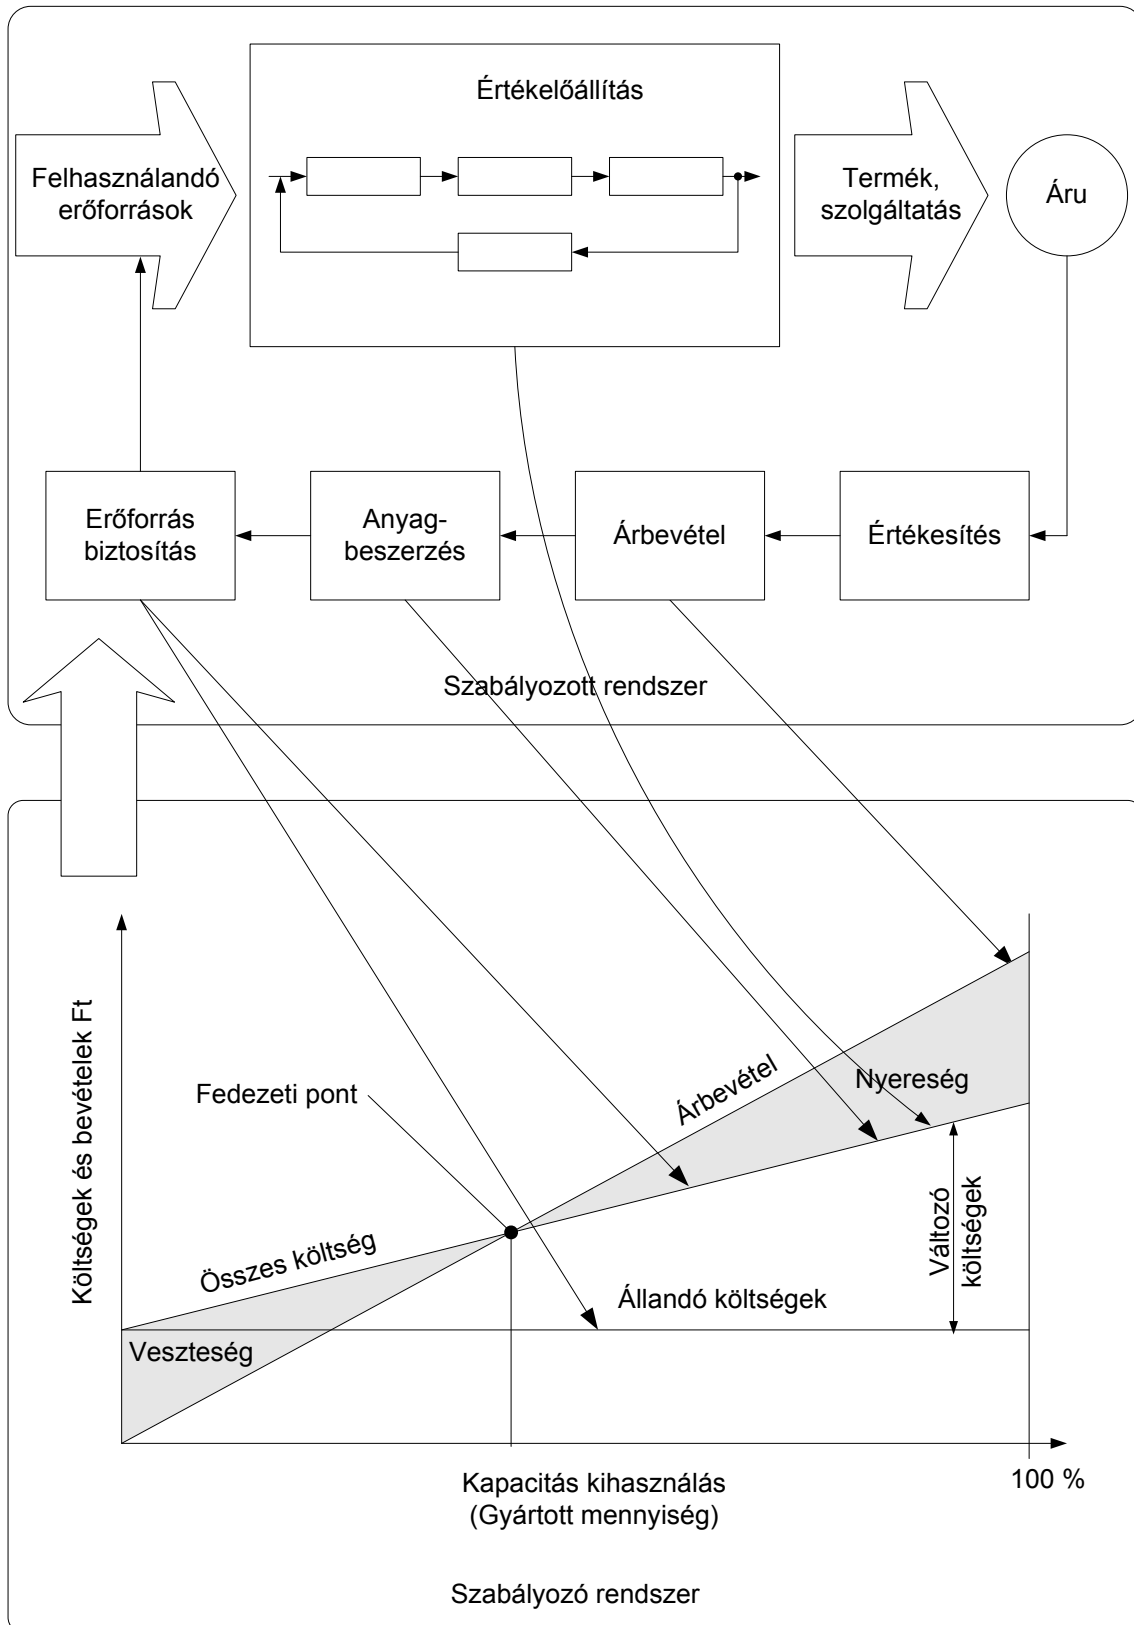 Értékelőállítás
Felhasználandó
erőforrások
Termék,
szolgáltatás
Áru
Erőforrás
biztosítás
Anyag-
beszerzés
Árbevétel
Értékesítés
Szabályozott rendszer
Költségek és bevételek Ft
Fedezeti pont
Árbevétel
Nyereség
Összes költség
Változó
költségek
Állandó költségek
Veszteség
Kapacitás kihasználás
(Gyártott mennyiség)
100 %
Szabályozó rendszer